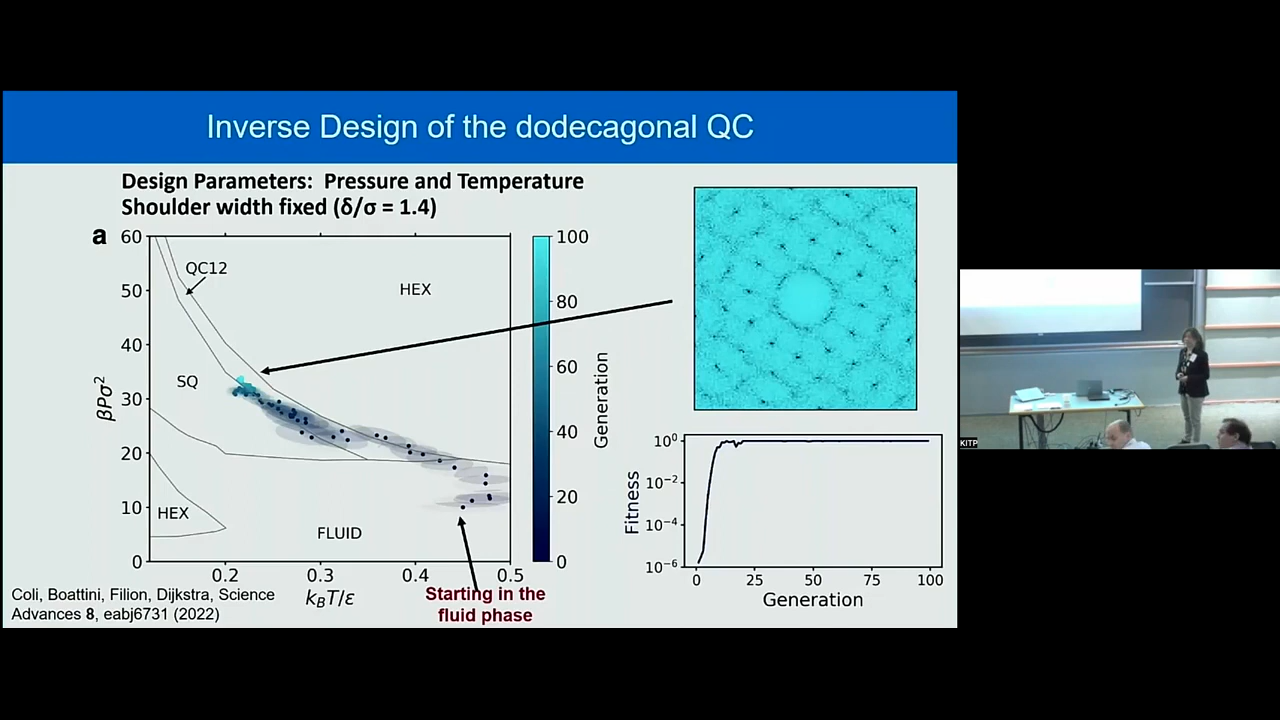 Inverse Design of the dodecagonal QC
Design Parameters: Pressure and Temperature
Shoulder width fixed (δ/σ = 1.4)
a
60
50
40
30
20
10
0
βPσ²
QC12
HEX
SQ
HEX
FLUID
0.2
0.3
0.4
0.5
k_BT/ε
100
80
60
40
20
0
Generation
Starting in the
fluid phase
10⁰
10⁻²
10⁻⁴
10⁻⁶
Fitness
0
25
50
75
100
Generation
Coli, Boattini, Filion, Dijkstra, Science
Advances 8, eabj6731 (2022)
KITP